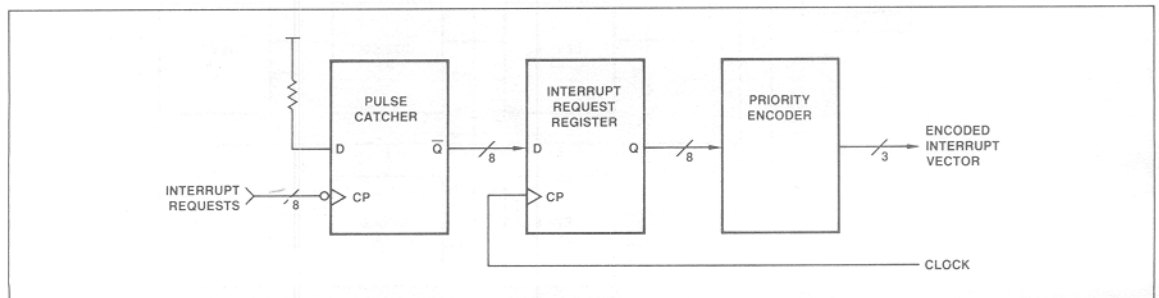 PULSE
CATCHER
D
Q
8
CP
INTERRUPT
REQUESTS
8
INTERRUPT
REQUEST
REGISTER
D
Q
8
CP
PRIORITY
ENCODER
3
ENCODED
INTERRUPT
VECTOR
CLOCK